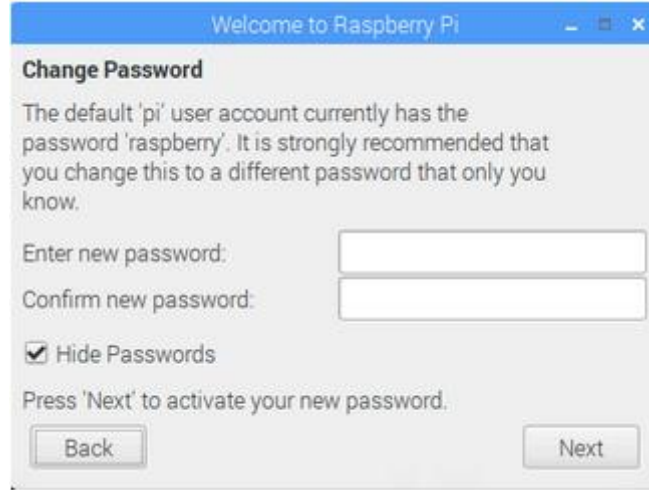 Welcome to Raspberry Pi
Change Password
The default 'pi' user account currently has the
password 'raspberry'. It is strongly recommended that
you change this to a different password that only you
know.
Enter new password:
Confirm new password:
Hide Passwords
Press 'Next' to activate your new password.
Back
Next